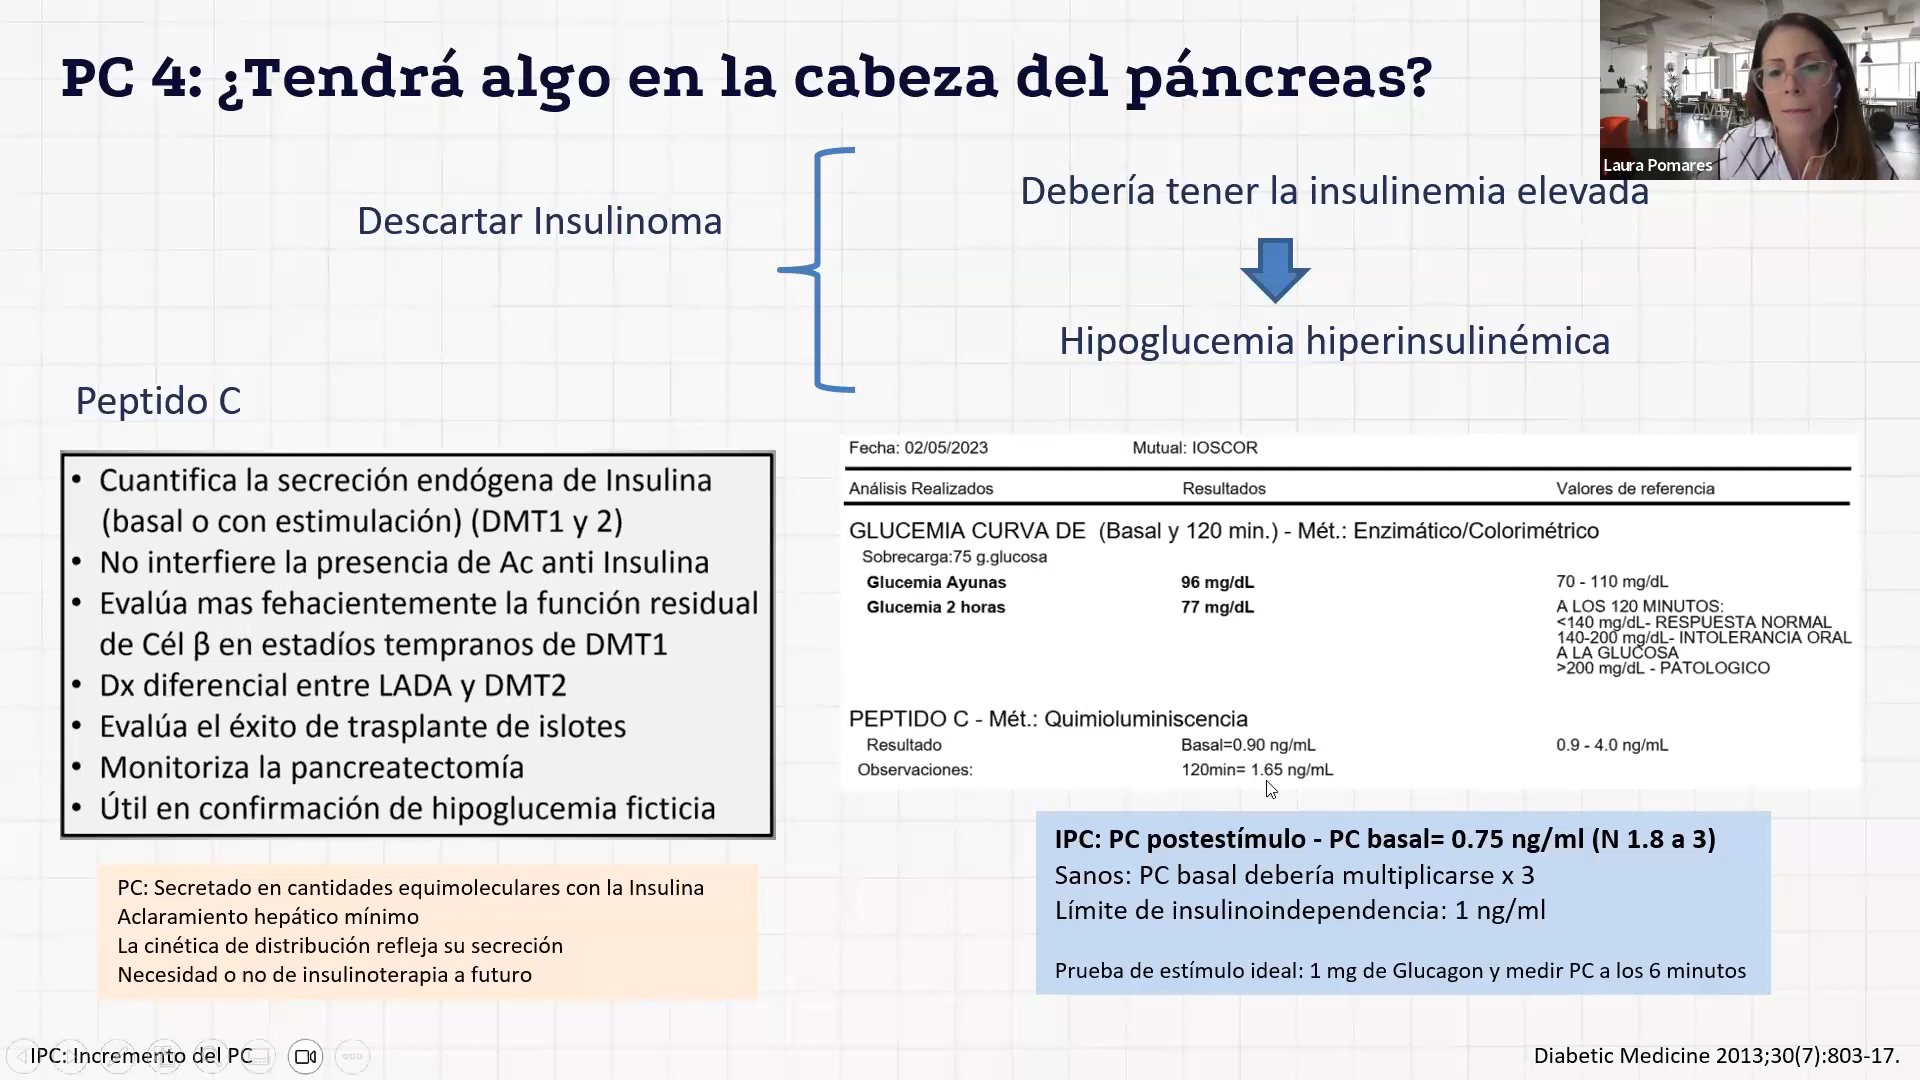 PC 4: ¿Tendrá algo en la cabeza del páncreas?
Laura Pomares
Descartar Insulinoma
Debería tener la insulinemia elevada
Hipoglucemia hiperinsulinémica
Peptido C
• Cuantifica la secreción endógena de Insulina
(basal o con estimulación) (DMT1 y 2)
• No interfiere la presencia de Ac anti Insulina
• Evalúa mas fehacientemente la función residual
de Cél β en estadíos tempranos de DMT1
• Dx diferencial entre LADA y DMT2
• Evalúa el éxito de trasplante de islotes
• Monitoriza la pancreatectomía
• Útil en confirmación de hipoglucemia ficticia
PC: Secretado en cantidades equimoleculares con la Insulina
Aclaramiento hepático mínimo
La cinética de distribución refleja su secreción
Necesidad o no de insulinoterapia a futuro
Fecha: 02/05/2023 Mutual: IOSCOR
Análisis Realizados Resultados Valores de referencia
GLUCEMIA CURVA DE (Basal y 120 min.) - Mét.: Enzimático/Colorimétrico
Sobrecarga:75 g.glucosa
Glucemia Ayunas 96 mg/dL 70 - 110 mg/dL
Glucemia 2 horas 77 mg/dL A LOS 120 MINUTOS:
<140 mg/dL- RESPUESTA NORMAL
140-200 mg/dL- INTOLERANCIA ORAL
A LA GLUCOSA
>200 mg/dL - PATOLOGICO
PEPTIDO C - Mét.: Quimioluminiscencia
Resultado Basal=0.90 ng/mL 0.9 - 4.0 ng/mL
Observaciones: 120min= 1.65 ng/mL
IPC: PC postestímulo - PC basal= 0.75 ng/ml (N 1.8 a 3)
Sanos: PC basal debería multiplicarse x 3
Límite de insulinoindependencia: 1 ng/ml
Prueba de estímulo ideal: 1 mg de Glucagon y medir PC a los 6 minutos
IPC: Incremento del PC
Diabetic Medicine 2013;30(7):803-17.